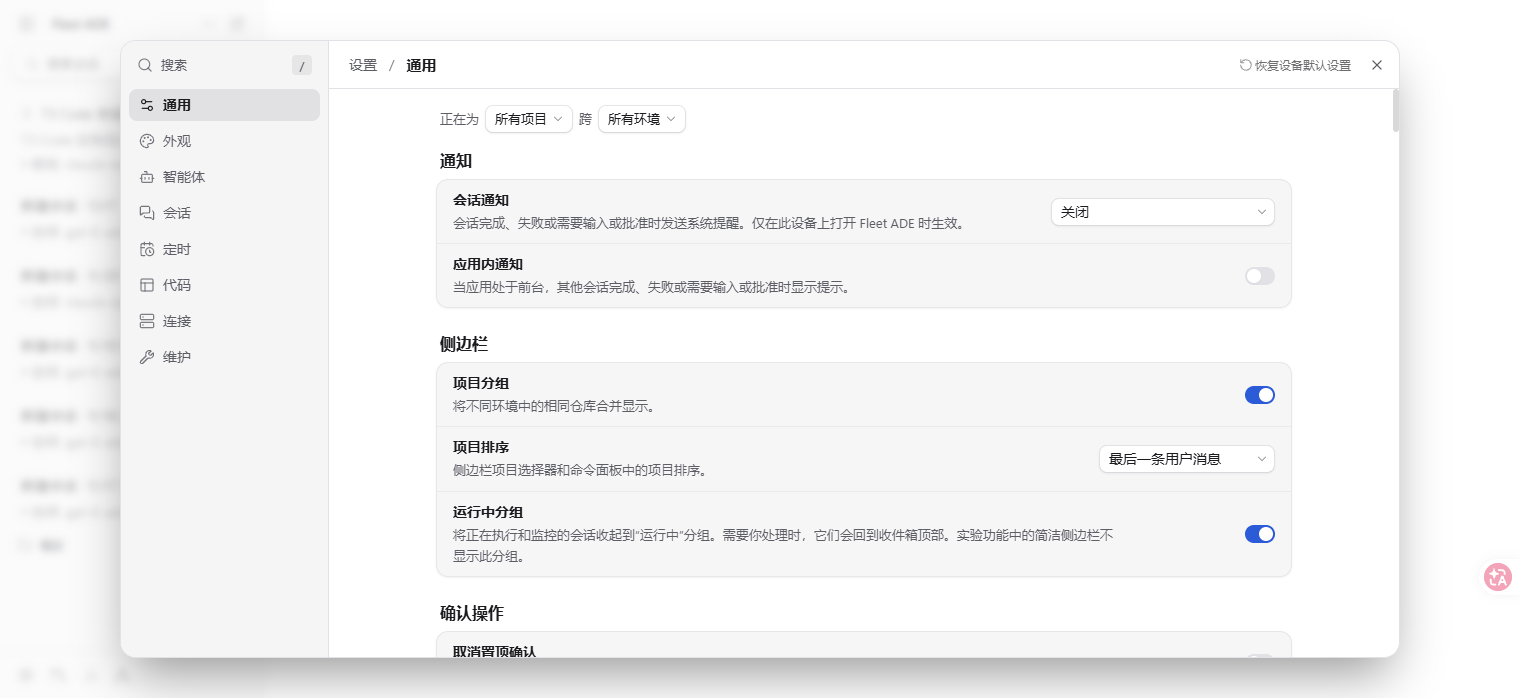 搜索
/
通用
外观
智能体
会话
定时
代码
连接
维护
设置 / 通用
恢复设备默认设置
正在为 所有项目 跨 所有环境
通知
会话通知
会话完成、失败或需要输入或批准时发送系统提醒。仅在此设备上打开 Fleet ADE 时生效。
关闭
应用内通知
当应用处于前台，其他会话完成、失败或需要输入或批准时显示提示。
侧边栏
项目分组
将不同环境中的相同仓库合并显示。
项目排序
侧边栏项目选择器和命令面板中的项目排序。
最后一条用户消息
运行中分组
将正在执行和监控的会话收起到“运行中”分组。需要你处理时，它们会回到收件箱顶部。实验功能中的简洁侧边栏不
显示此分组。
确认操作
取消置顶确认